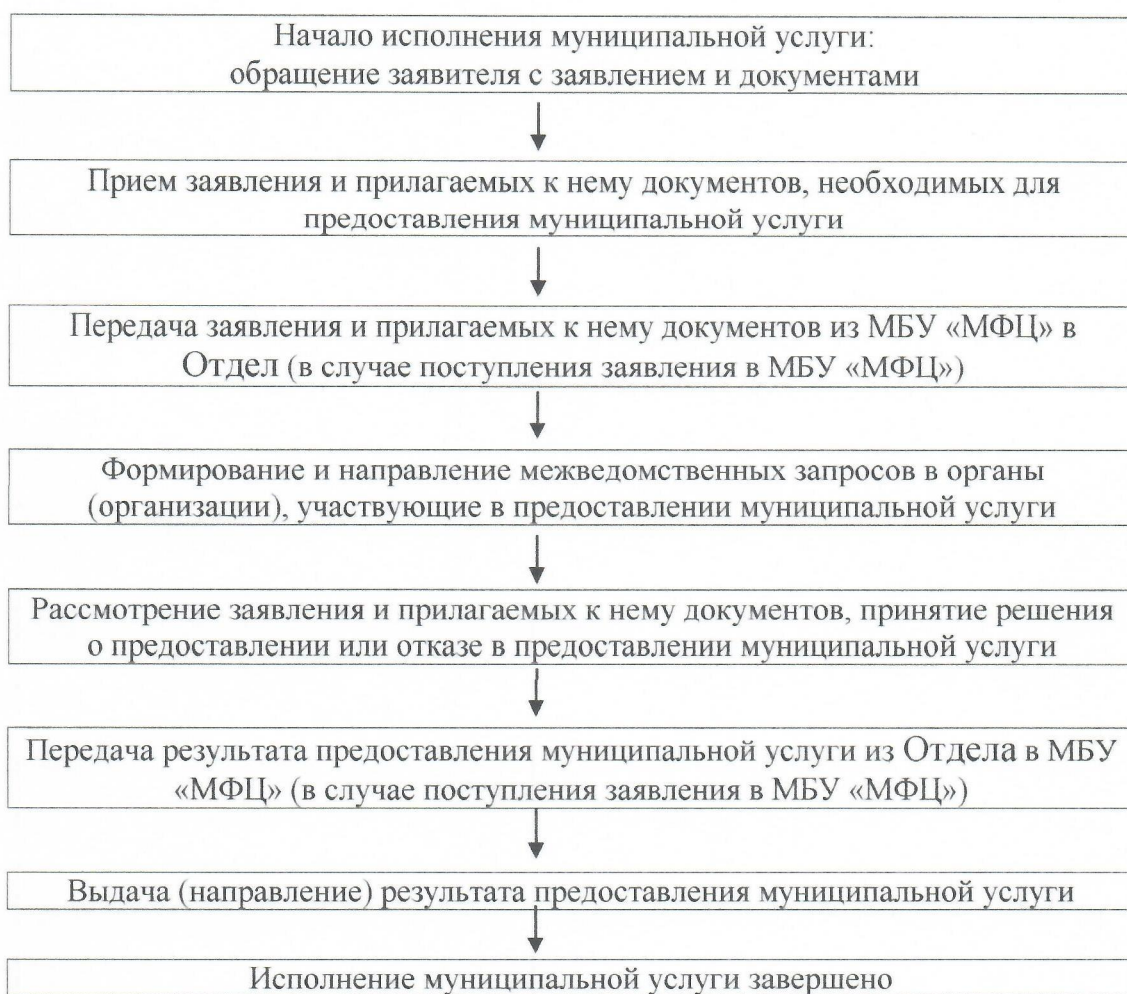 Начало исполнения муниципальной услуги:
обращение заявителя с заявлением и документами
Прием заявления и прилагаемых к нему документов, необходимых для
предоставления муниципальной услуги
Передача заявления и прилагаемых к нему документов из МБУ «МФЦ» в
Отдел (в случае поступления заявления в МБУ «МФЦ»)
Формирование и направление межведомственных запросов в органы
(организации), участвующие в предоставлении муниципальной услуги
Рассмотрение заявления и прилагаемых к нему документов, принятие решения
о предоставлении или отказе в предоставлении муниципальной услуги
Передача результата предоставления муниципальной услуги из Отдела в МБУ
«МФЦ» (в случае поступления заявления в МБУ «МФЦ»)
Выдача (направление) результата предоставления муниципальной услуги
Исполнение муниципальной услуги завершено